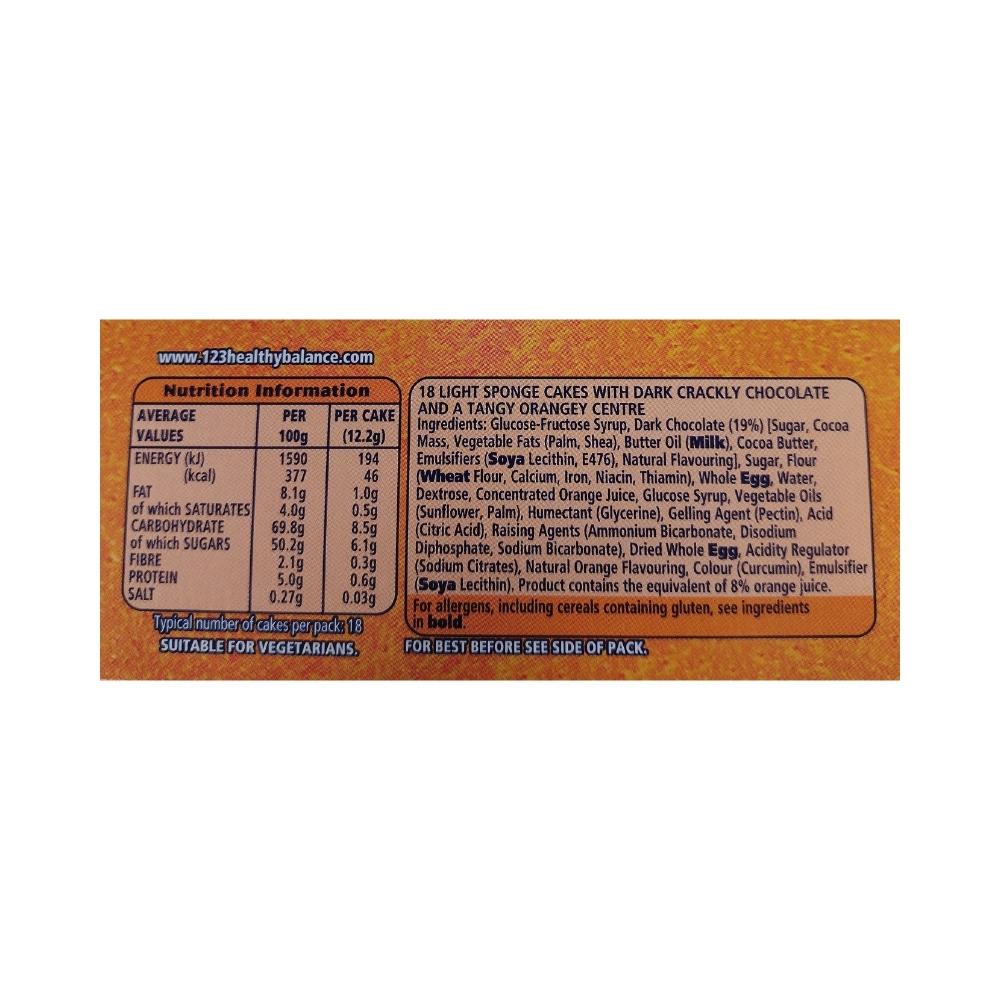 www.123healthybalance.com
Nutrition Information
AVERAGE VALUES PER 100g PER CAKE (12.2g)
ENERGY (kJ) 1590 194
(kcal) 377 46
FAT 8.1g 1.0g
of which SATURATES 4.0g 0.5g
CARBOHYDRATE 69.8g 8.5g
of which SUGARS 50.2g 6.1g
FIBRE 2.1g 0.3g
PROTEIN 5.0g 0.6g
SALT 0.27g 0.03g
Typical number of cakes per pack: 18
SUITABLE FOR VEGETARIANS.
18 LIGHT SPONGE CAKES WITH DARK CRACKLY CHOCOLATE
AND A TANGY ORANGEY CENTRE
Ingredients: Glucose-Fructose Syrup, Dark Chocolate (19%) [Sugar, Cocoa
Mass, Vegetable Fats (Palm, Shea), Butter Oil (Milk), Cocoa Butter,
Emulsifiers (Soya Lecithin, E476), Natural Flavouring], Sugar, Flour
(Wheat Flour, Calcium, Iron, Niacin, Thiamin), Whole Egg, Water,
Dextrose, Concentrated Orange Juice, Glucose Syrup, Vegetable Oils
(Sunflower, Palm), Humectant (Glycerine), Gelling Agent (Pectin), Acid
(Citric Acid), Raising Agents (Ammonium Bicarbonate, Disodium
Diphosphate, Sodium Bicarbonate), Dried Whole Egg, Acidity Regulator
(Sodium Citrates), Natural Orange Flavouring, Colour (Curcumin), Emulsifier
(Soya Lecithin). Product contains the equivalent of 8% orange juice.
For allergens, including cereals containing gluten, see ingredients
in bold.
FOR BEST BEFORE SEE SIDE OF PACK.